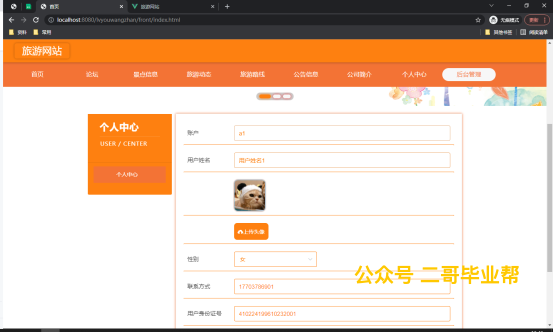 首页
旅游网站
localhost:8080/lvyouwangzhan/front/index.html
无痕模式
更新
资料
常用
其他书签
阅读清单
旅游网站
首页
论坛
景点信息
旅游动态
旅游路线
公告信息
公司简介
个人中心
后台管理
个人中心
USER / CENTER
个人中心
账户
a1
用户姓名
用户姓名1
上传头像
性别
女
联系方式
17703786901
用户身份证号
410224199610232001
公众号 二哥毕业帮